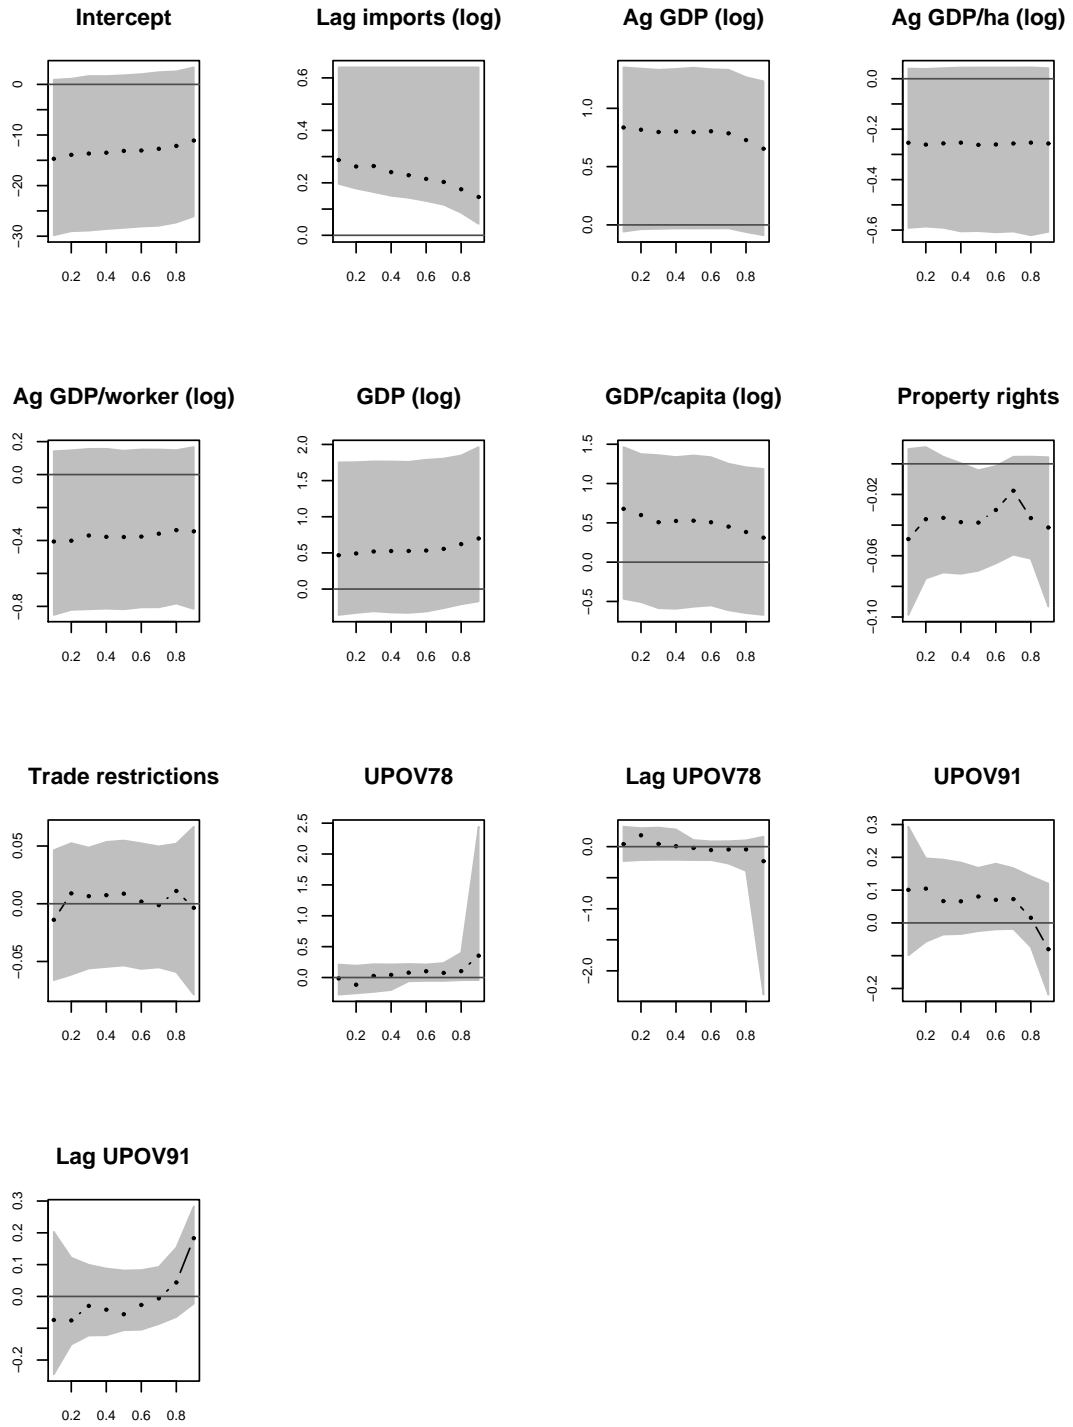 Intercept
Lag imports (log)
Ag GDP (log)
Ag GDP/ha (log)
0
−10
−20
−30
0.2 0.4 0.6 0.8
0.6
0.4
0.2
0.0
0.2 0.4 0.6 0.8
1.0
0.5
0.0
0.2 0.4 0.6 0.8
0.0
−0.2
−0.4
−0.6
0.2 0.4 0.6 0.8
Ag GDP/worker (log)
GDP (log)
GDP/capita (log)
Property rights
0.2
0.0
−0.4
−0.8
0.2 0.4 0.6 0.8
2.0
1.5
1.0
0.5
0.0
0.2 0.4 0.6 0.8
1.5
1.0
0.5
0.0
−0.5
0.2 0.4 0.6 0.8
−0.02
−0.06
−0.10
0.2 0.4 0.6 0.8
Trade restrictions
UPOV78
Lag UPOV78
UPOV91
0.05
0.00
−0.05
0.2 0.4 0.6 0.8
2.5
2.0
1.5
1.0
0.5
0.0
0.2 0.4 0.6 0.8
0.0
−1.0
−2.0
0.2 0.4 0.6 0.8
0.3
0.2
0.1
0.0
−0.2
0.2 0.4 0.6 0.8
Lag UPOV91
0.3
0.2
0.1
0.0
−0.2
0.2 0.4 0.6 0.8